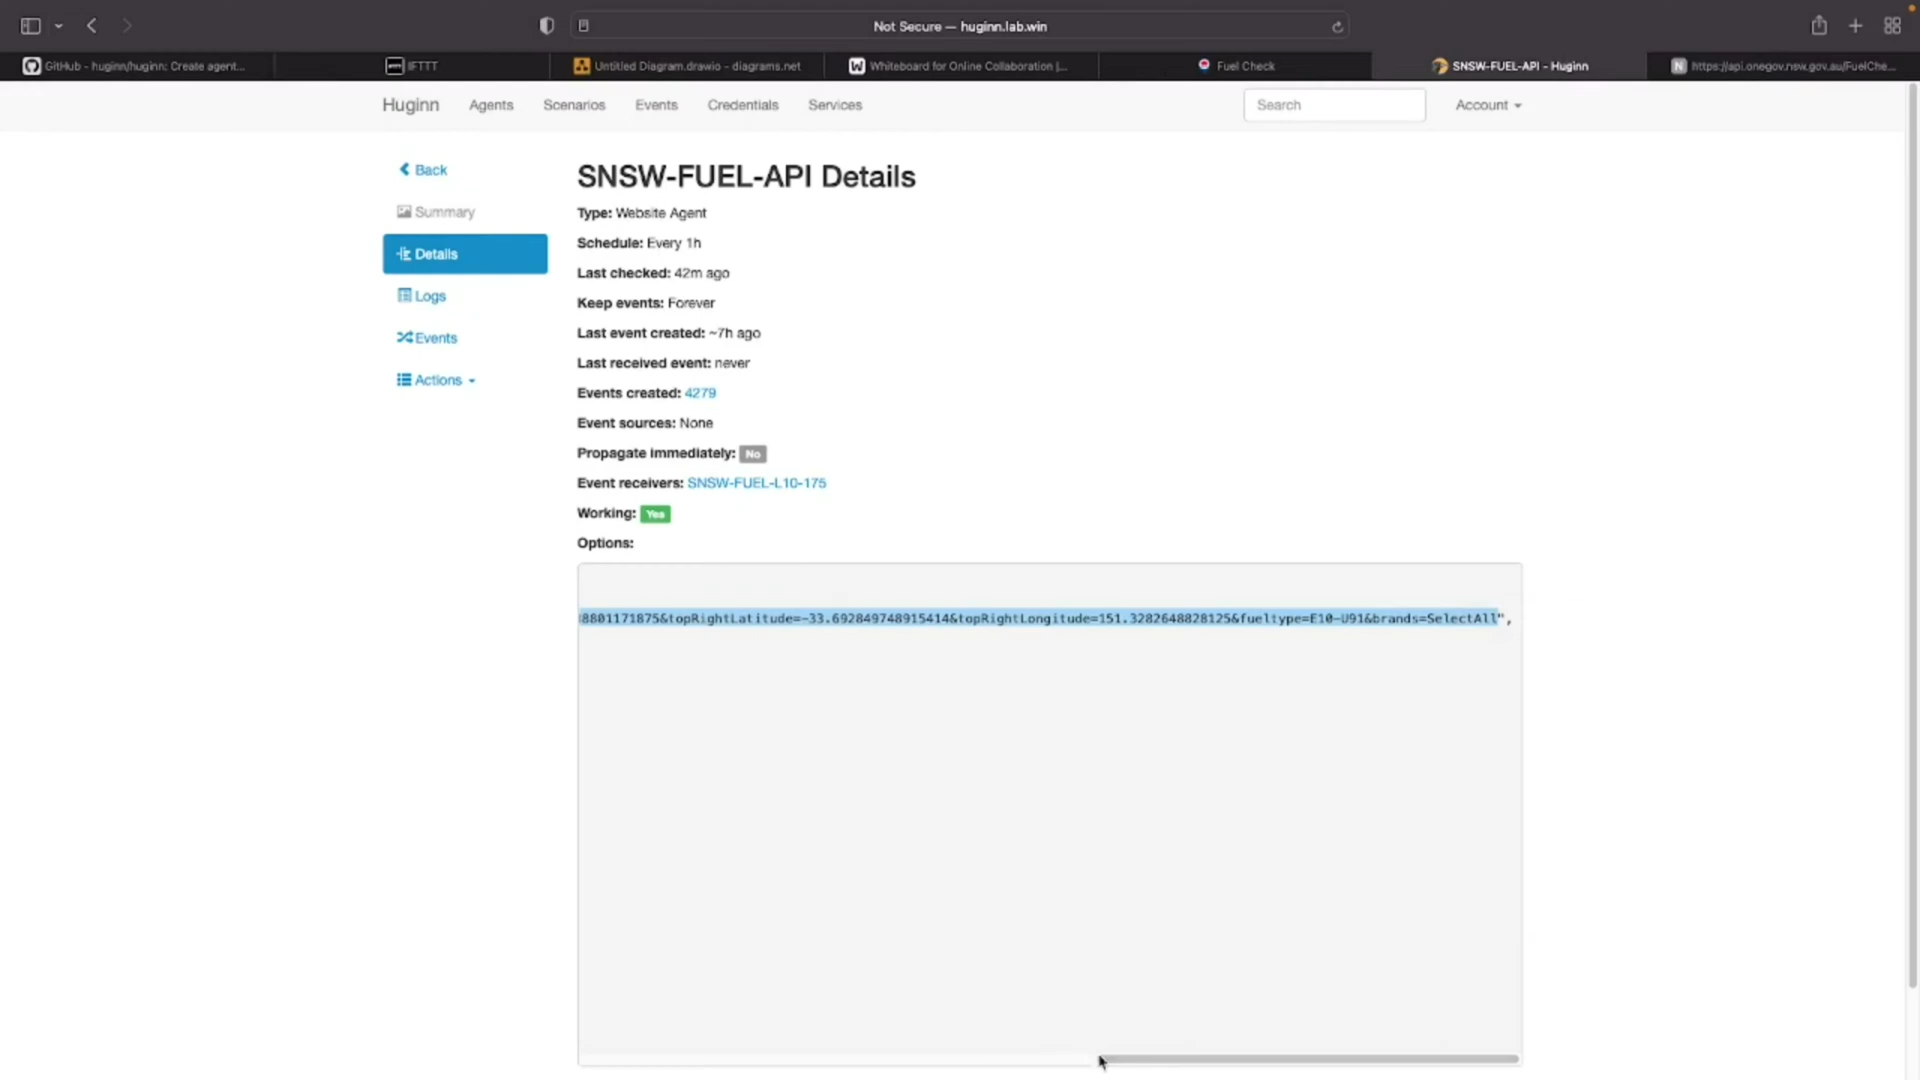 Not Secure — huginn.lab.win
GitHub - huginn/huginn: Create agent...
IFTTT
Untitled Diagram.drawio - diagrams.net
Whiteboard for Online Collaboration |...
Fuel Check
SNSW-FUEL-API - Huginn
N https://api.onegov.nsw.gov.au/FuelChe...
Huginn Agents Scenarios Events Credentials Services Search Account
Back
Summary
Details
Logs
Events
Actions
SNSW-FUEL-API Details
Type: Website Agent
Schedule: Every 1h
Last checked: 42m ago
Keep events: Forever
Last event created: ~7h ago
Last received event: never
Events created: 4279
Event sources: None
Propagate immediately: No
Event receivers: SNSW-FUEL-L10-175
Working: Yes
Options:
8801171875&topRightLatitude=-33.692849748915414&topRightLongitude=151.3282648828125&fueltype=E10-U91&brands=SelectAll",